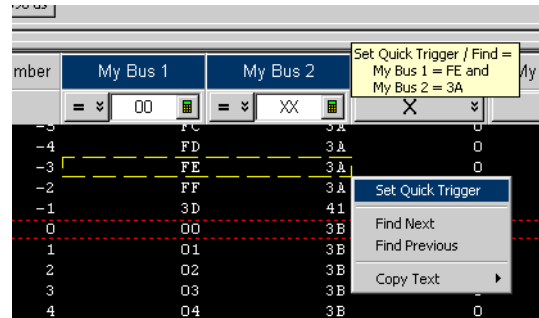 Set Quick Trigger / Find =
My Bus 1 = FE and
My Bus 2 = 3A
mber My Bus 1 My Bus 2 My
= 00 = XX X
-5 FC 3A 0
-4 FD 3A 0
-3 FE 3A 0
-2 FF 3A
-1 3D 41
0 00 3B
1 01 3B
2 02 3B
3 03 3B
4 04 3B 0
Set Quick Trigger
Find Next
Find Previous
Copy Text